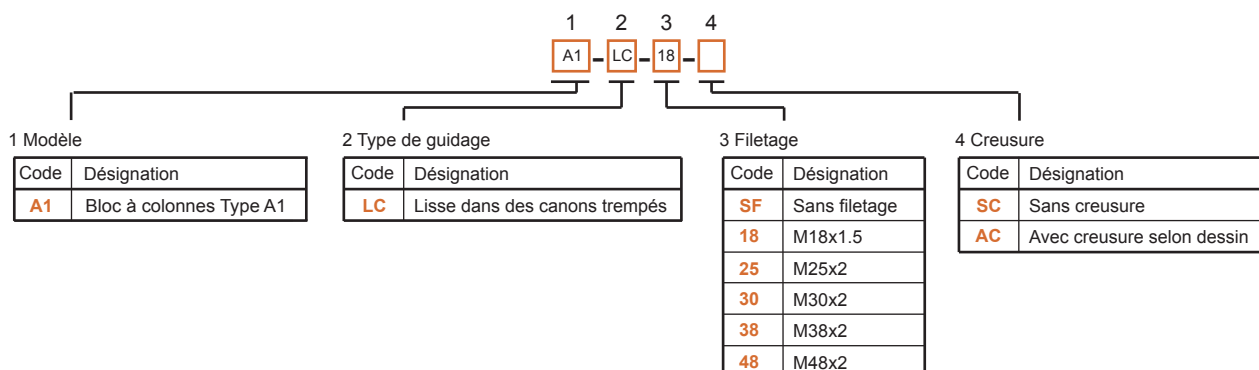 1 2 3 4
A1 - LC - 18 -
1 Modèle
Code Désignation
A1 Bloc à colonnes Type A1
2 Type de guidage
Code Désignation
LC Lisse dans des canons trempés
3 Filetage
Code Désignation
SF Sans filetage
18 M18x1.5
25 M25x2
30 M30x2
38 M38x2
48 M48x2
4 Creusure
Code Désignation
SC Sans creusure
AC Avec creusure selon dessin